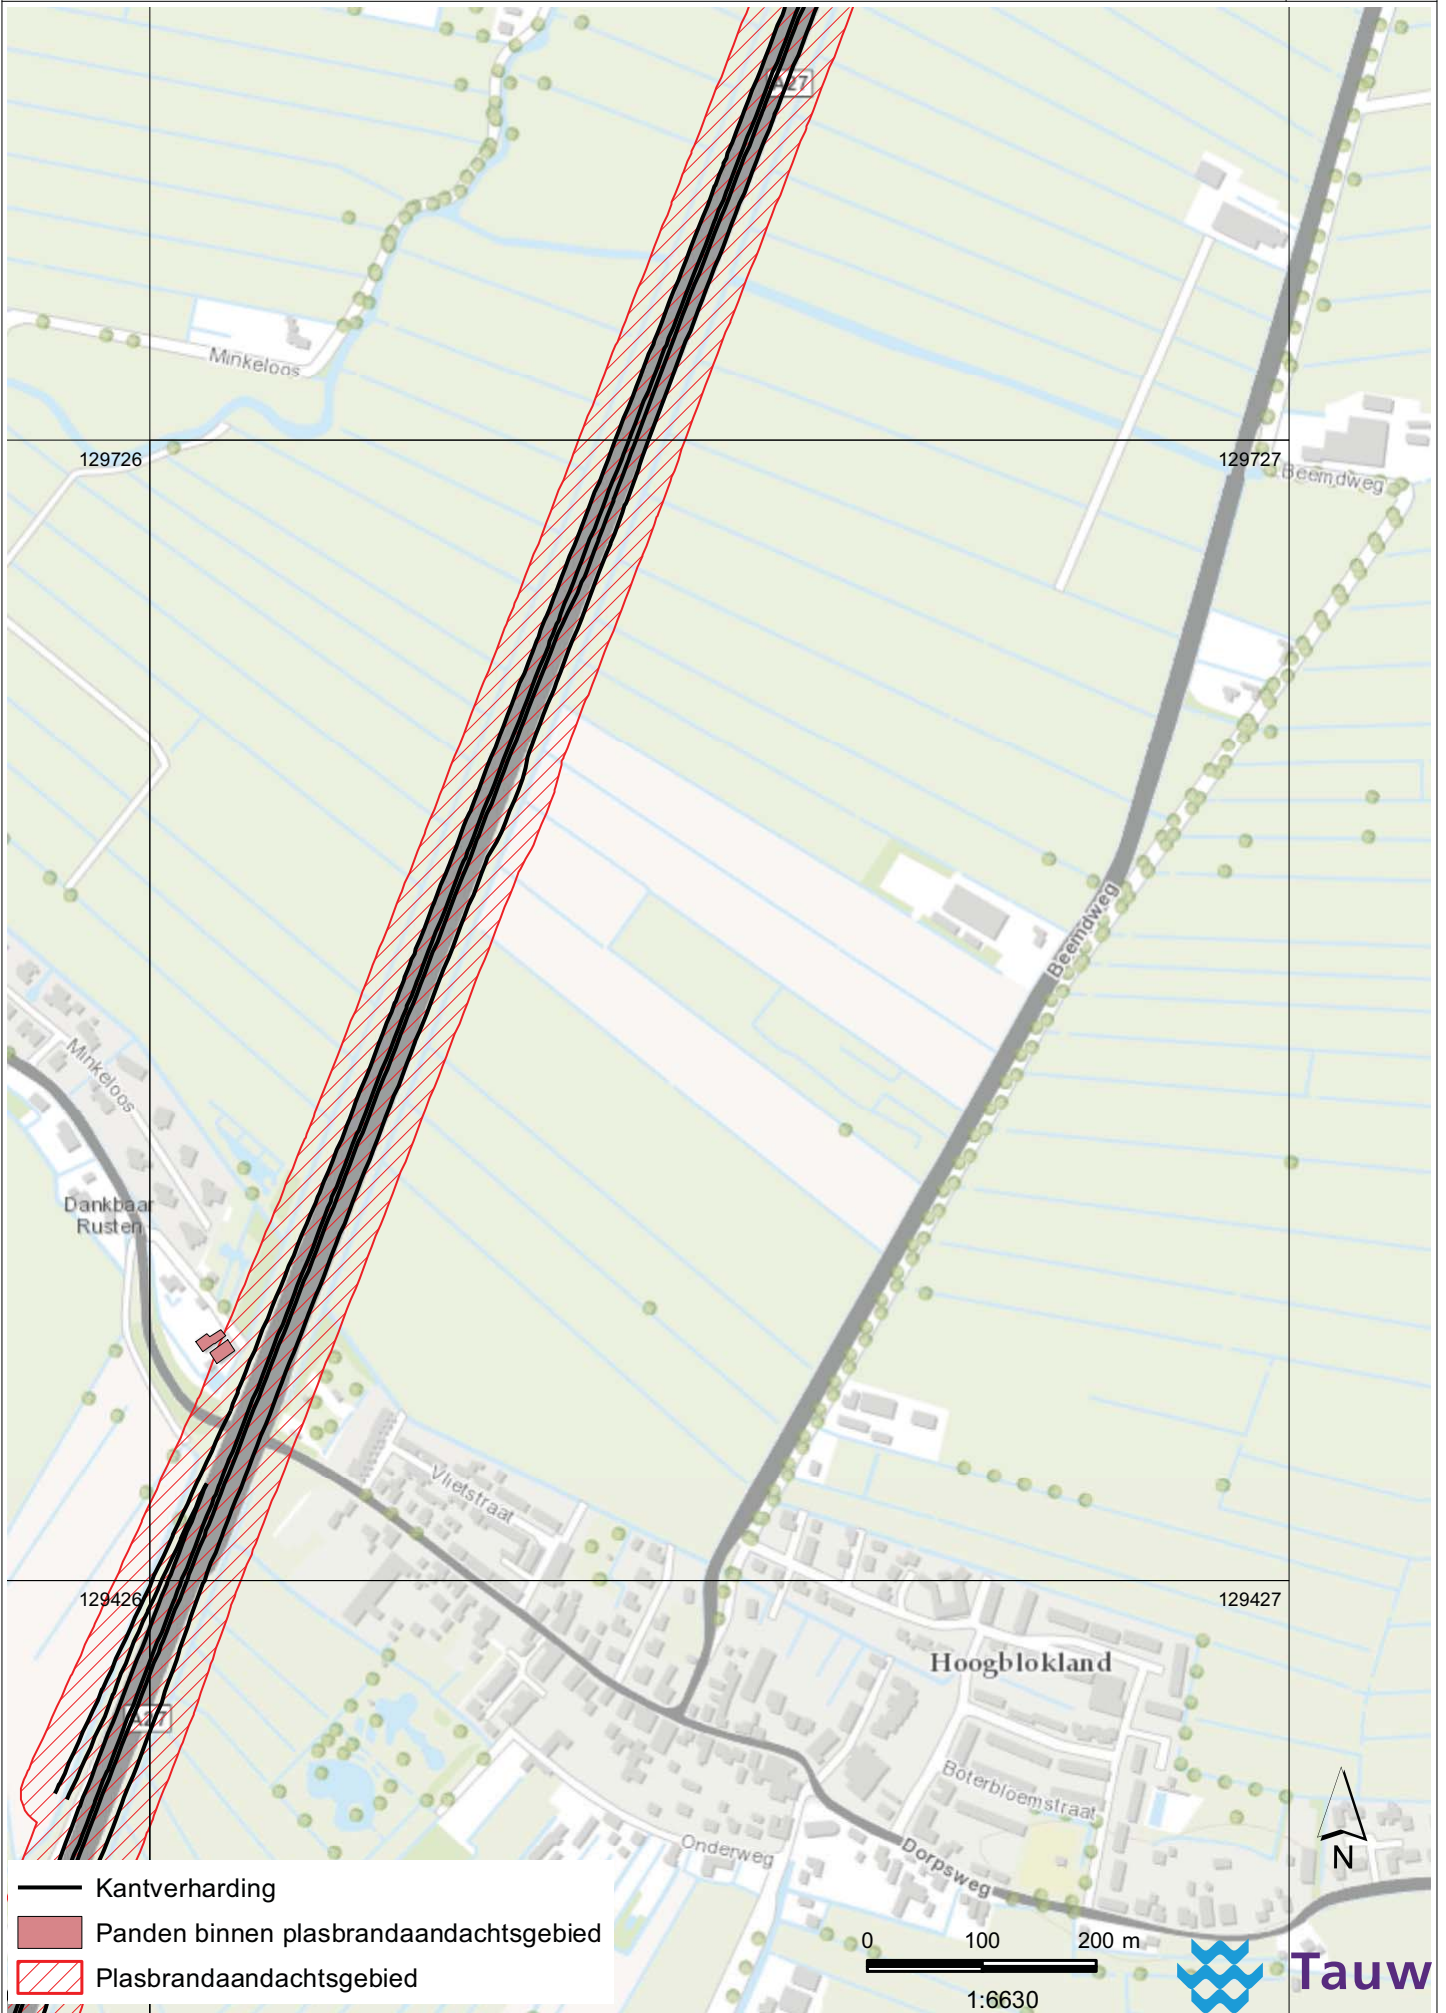 A27
Minkeloos
129726
129727
Beemdweg
Beemdweg
Minkeloos
Dankbaar
Rusten
Vlietstraat
129426
129427
Hoogblokland
A27
Boterbloemstraat
Onderweg
Dorpsweg
N
Kantverharding
Panden binnen plasbrandaandachtsgebied
Plasbrandaandachtsgebied
0 100 200 m
1:6630
Tauw